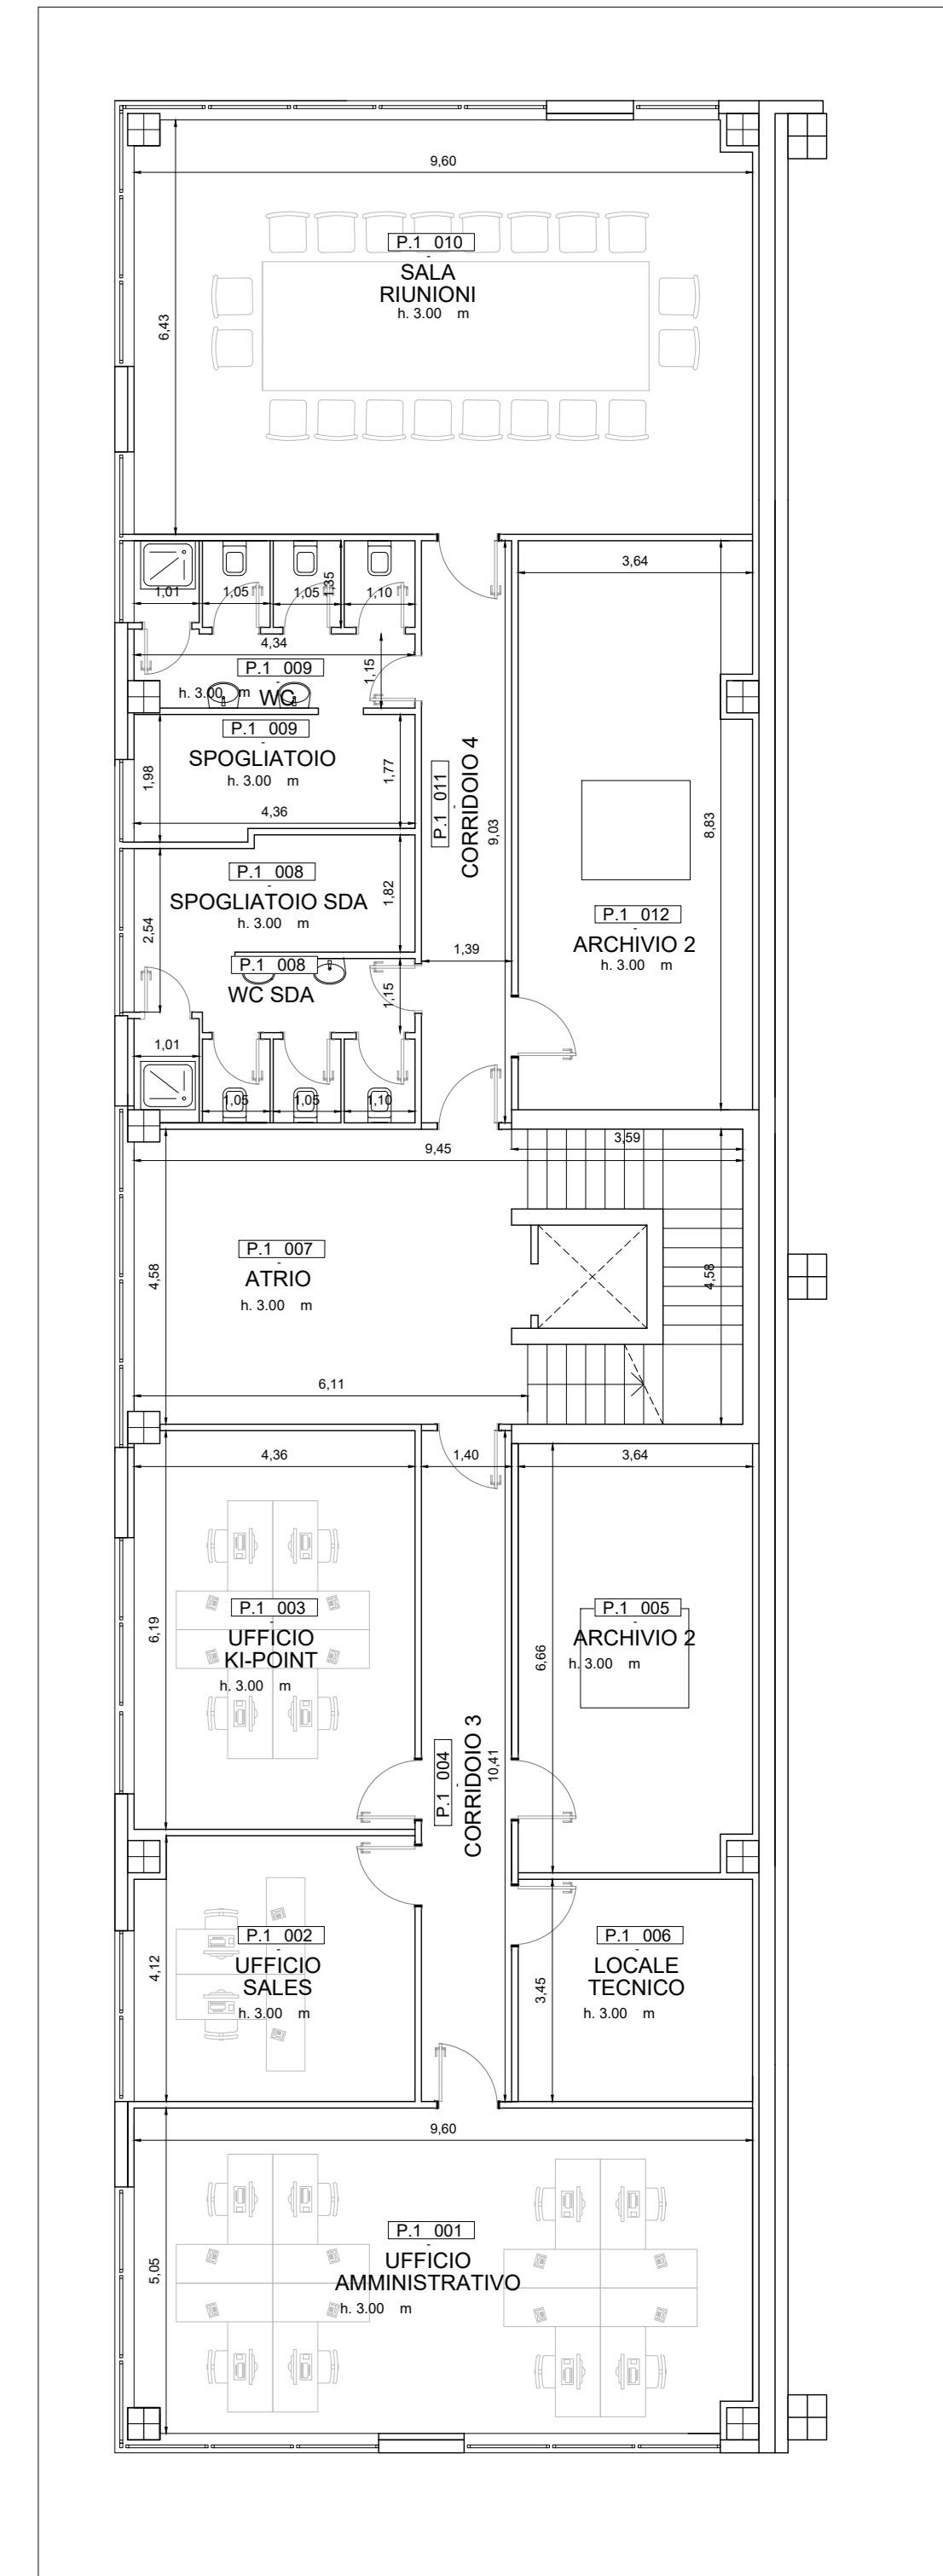 9,60
P.1 010
-
SALA
RIUNIONI
h. 3.00 m
6,43
3,64
1,01
1,05
1,05
1,35
1,10
4,34
P.1 009
-
WC
h. 3.00 m
1,15
P.1 009
-
SPOGLIATOIO
h. 3.00 m
1,98
1,77
4,36
P.1 011
-
CORRIDOIO 4
9,03
8,83
P.1 008
-
SPOGLIATOIO SDA
h. 3.00 m
1,82
2,54
P.1 012
-
ARCHIVIO 2
h. 3.00 m
1,39
P.1 008
WC SDA
1,15
1,01
1,05
1,05
1,10
3,59
9,45
P.1 007
-
ATRIO
h. 3.00 m
4,58
4,58
6,11
4,36
1,40
3,64
P.1 003
-
UFFICIO
KI-POINT
h. 3.00 m
6,19
P.1 005
-
ARCHIVIO 2
h. 3.00 m
6,66
P.1 004
-
CORRIDOIO 3
10,41
P.1 002
-
UFFICIO
SALES
h. 3.00 m
4,12
P.1 006
-
LOCALE
TECNICO
h. 3.00 m
3,45
9,60
P.1 001
-
UFFICIO
AMMINISTRATIVO
h. 3.00 m
5,05